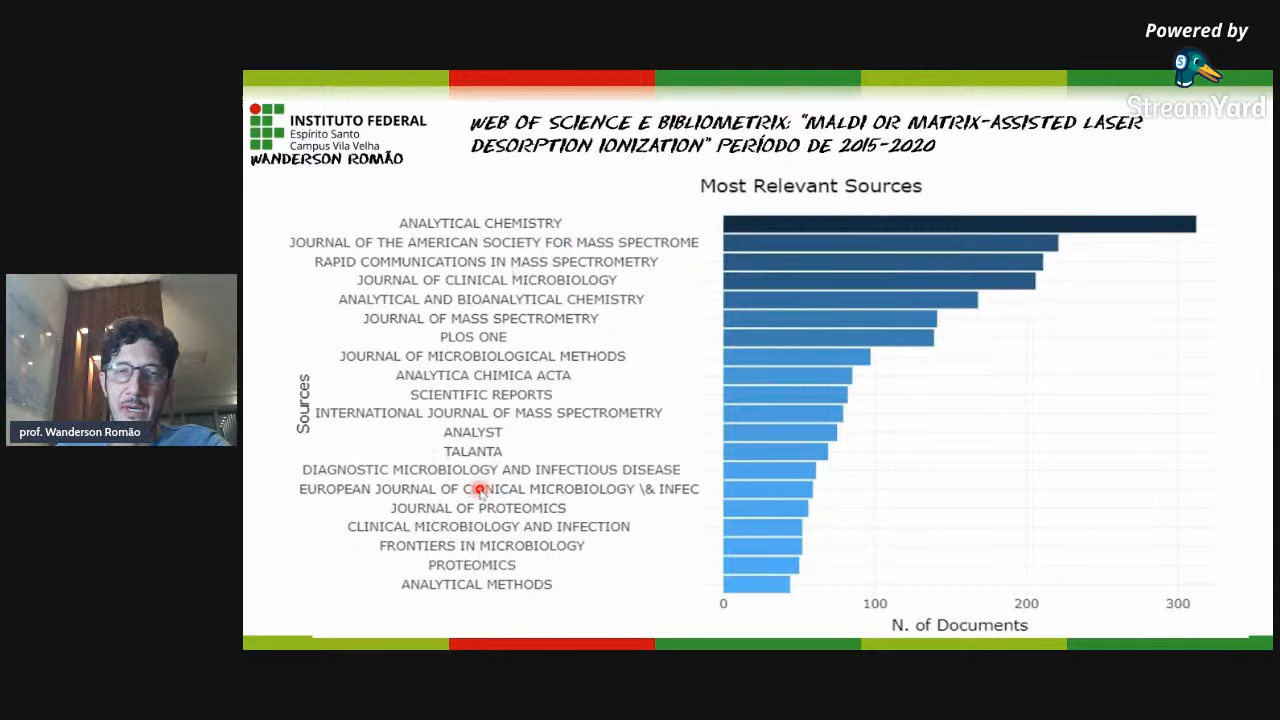 Powered by
StreamYard
INSTITUTO FEDERAL
Espírito Santo
Campus Vila Velha
WANDERSON ROMÃO
WEB OF SCIENCE E BIBLIOMETRIX: “MALDI OR MATRIX-ASSISTED LASER
DESORPTION IONIZATION” PERÍODO DE 2015-2020
Most Relevant Sources
Sources
ANALYTICAL CHEMISTRY
JOURNAL OF THE AMERICAN SOCIETY FOR MASS SPECTROME
RAPID COMMUNICATIONS IN MASS SPECTROMETRY
JOURNAL OF CLINICAL MICROBIOLOGY
ANALYTICAL AND BIOANALYTICAL CHEMISTRY
JOURNAL OF MASS SPECTROMETRY
PLOS ONE
JOURNAL OF MICROBIOLOGICAL METHODS
ANALYTICA CHIMICA ACTA
SCIENTIFIC REPORTS
INTERNATIONAL JOURNAL OF MASS SPECTROMETRY
ANALYST
TALANTA
DIAGNOSTIC MICROBIOLOGY AND INFECTIOUS DISEASE
EUROPEAN JOURNAL OF CLINICAL MICROBIOLOGY \& INFEC
JOURNAL OF PROTEOMICS
CLINICAL MICROBIOLOGY AND INFECTION
FRONTIERS IN MICROBIOLOGY
PROTEOMICS
ANALYTICAL METHODS
0 100 200 300
N. of Documents
prof. Wanderson Romão